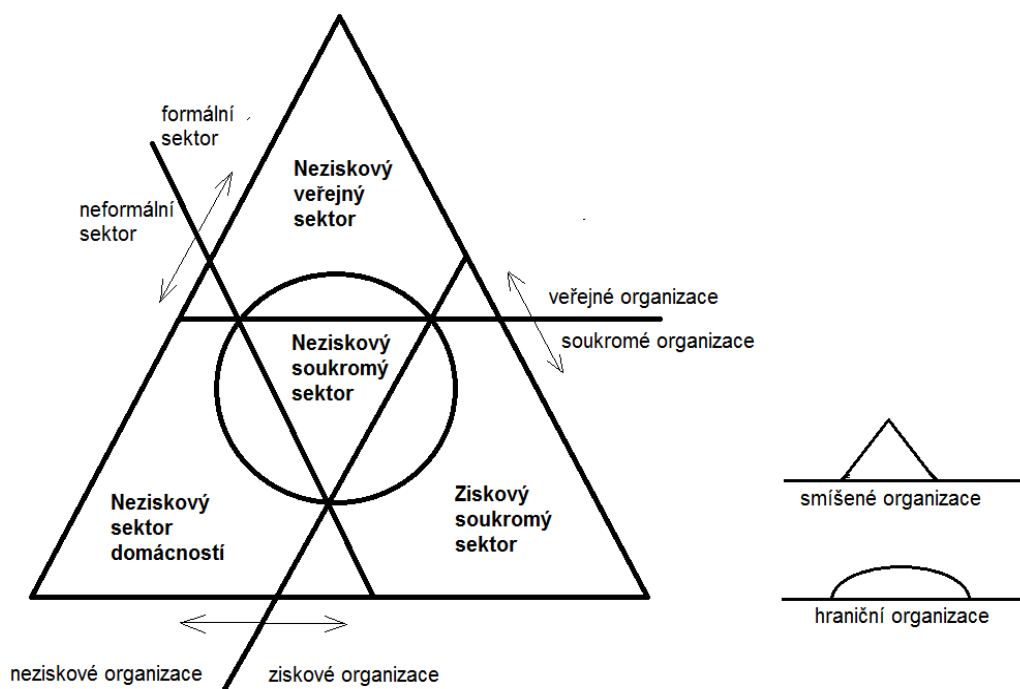 formální
sektor
neformální
sektor
Neziskový
veřejný
sektor
veřejné organizace
soukromé organizace
Neziskový
soukromý
sektor
Neziskový
sektor
domácností
Ziskový
soukromý
sektor
smíšené organizace
hraniční organizace
neziskové organizace
ziskové organizace